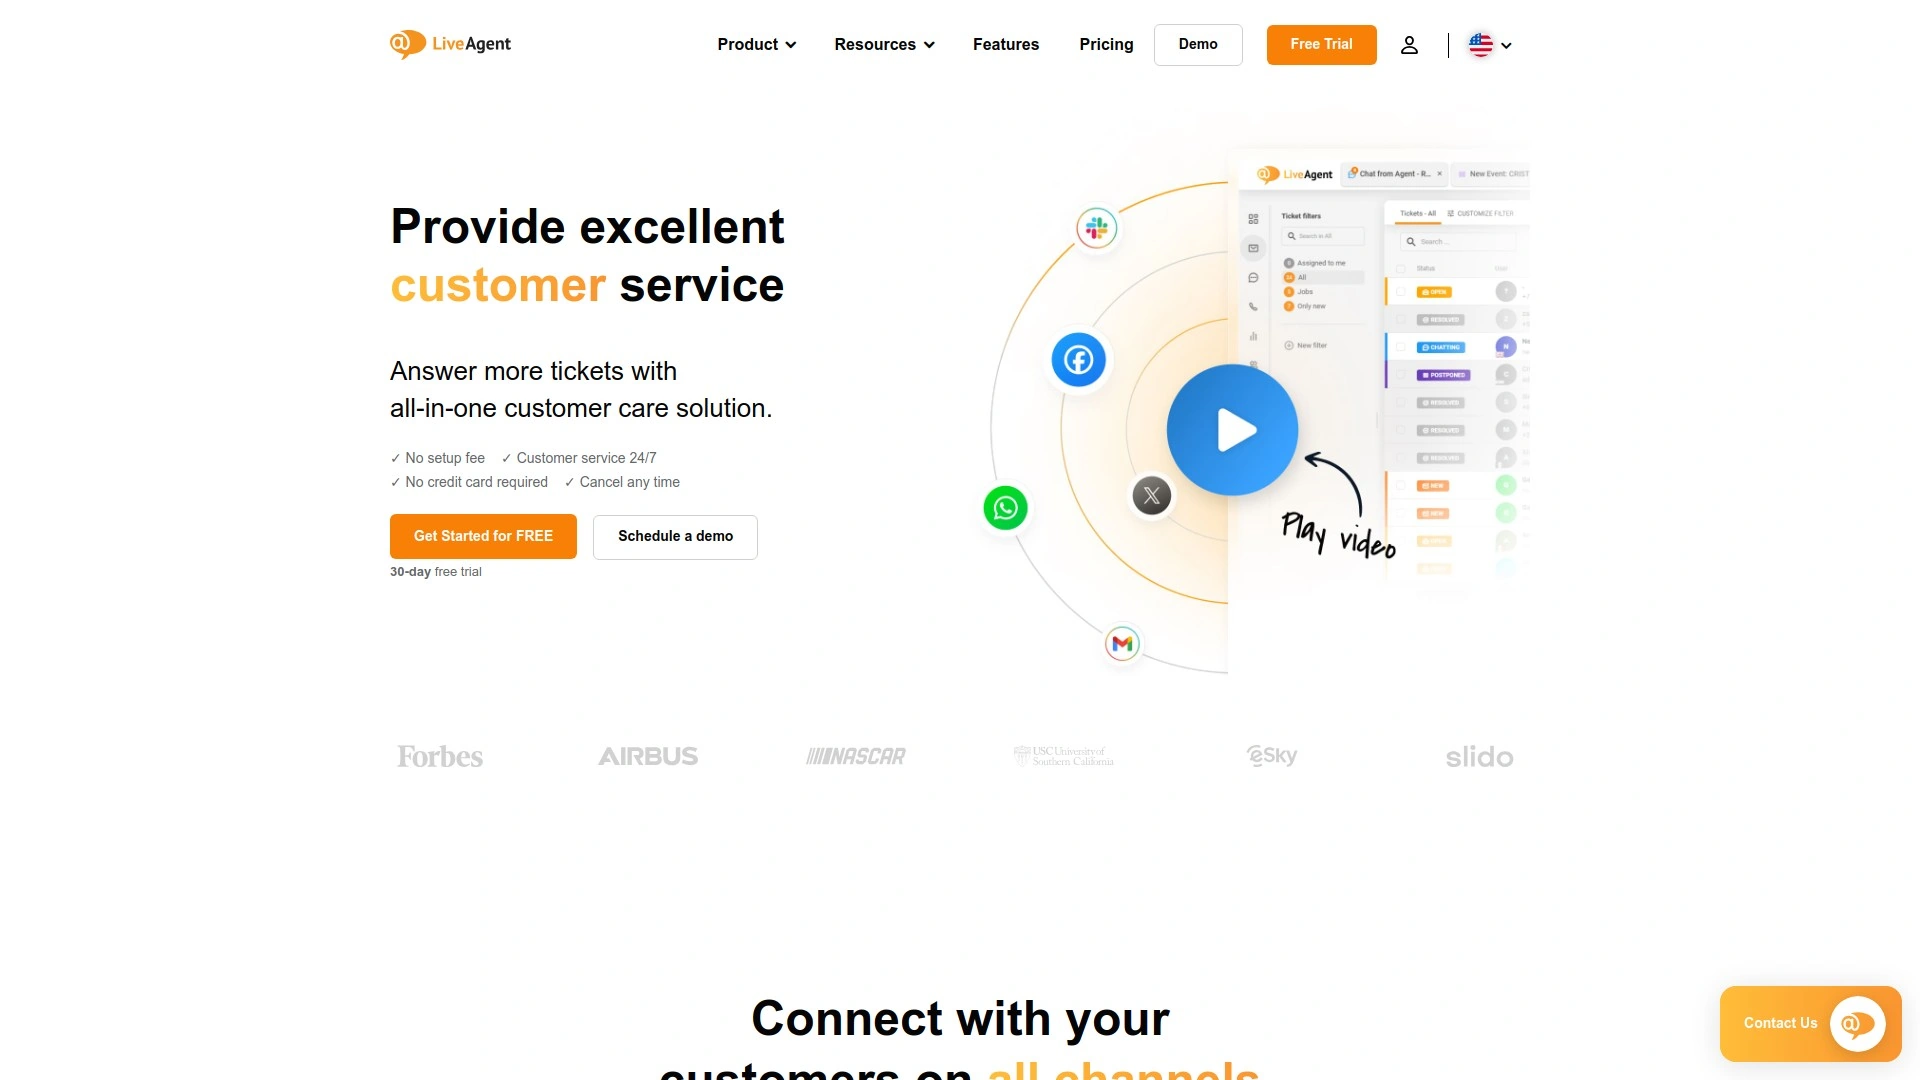 LiveAgent
Product
Resources
Features
Pricing
Demo
Free Trial
Provide excellent
customer service
Answer more tickets with
all-in-one customer care solution.
✓ No setup fee ✓ Customer service 24/7
✓ No credit card required ✓ Cancel any time
Get Started for FREE
Schedule a demo
30-day free trial
LiveAgent
Chat from Agent - R...
New Event: CRIST
Ticket filters
Search in All
Assigned to me
All
Jobs
Only new
New filter
Tickets - All
CUSTOMIZE FILTER
Search...
Status
OPEN
RESOLVED
CHATTING
POSTPONED
RESOLVED
RESOLVED
RESOLVED
NEW
NEW
Play video
Forbes
AIRBUS
NASCAR
USC University of
Southern California
eSky
slido
Connect with your
customers on all channels
Contact Us